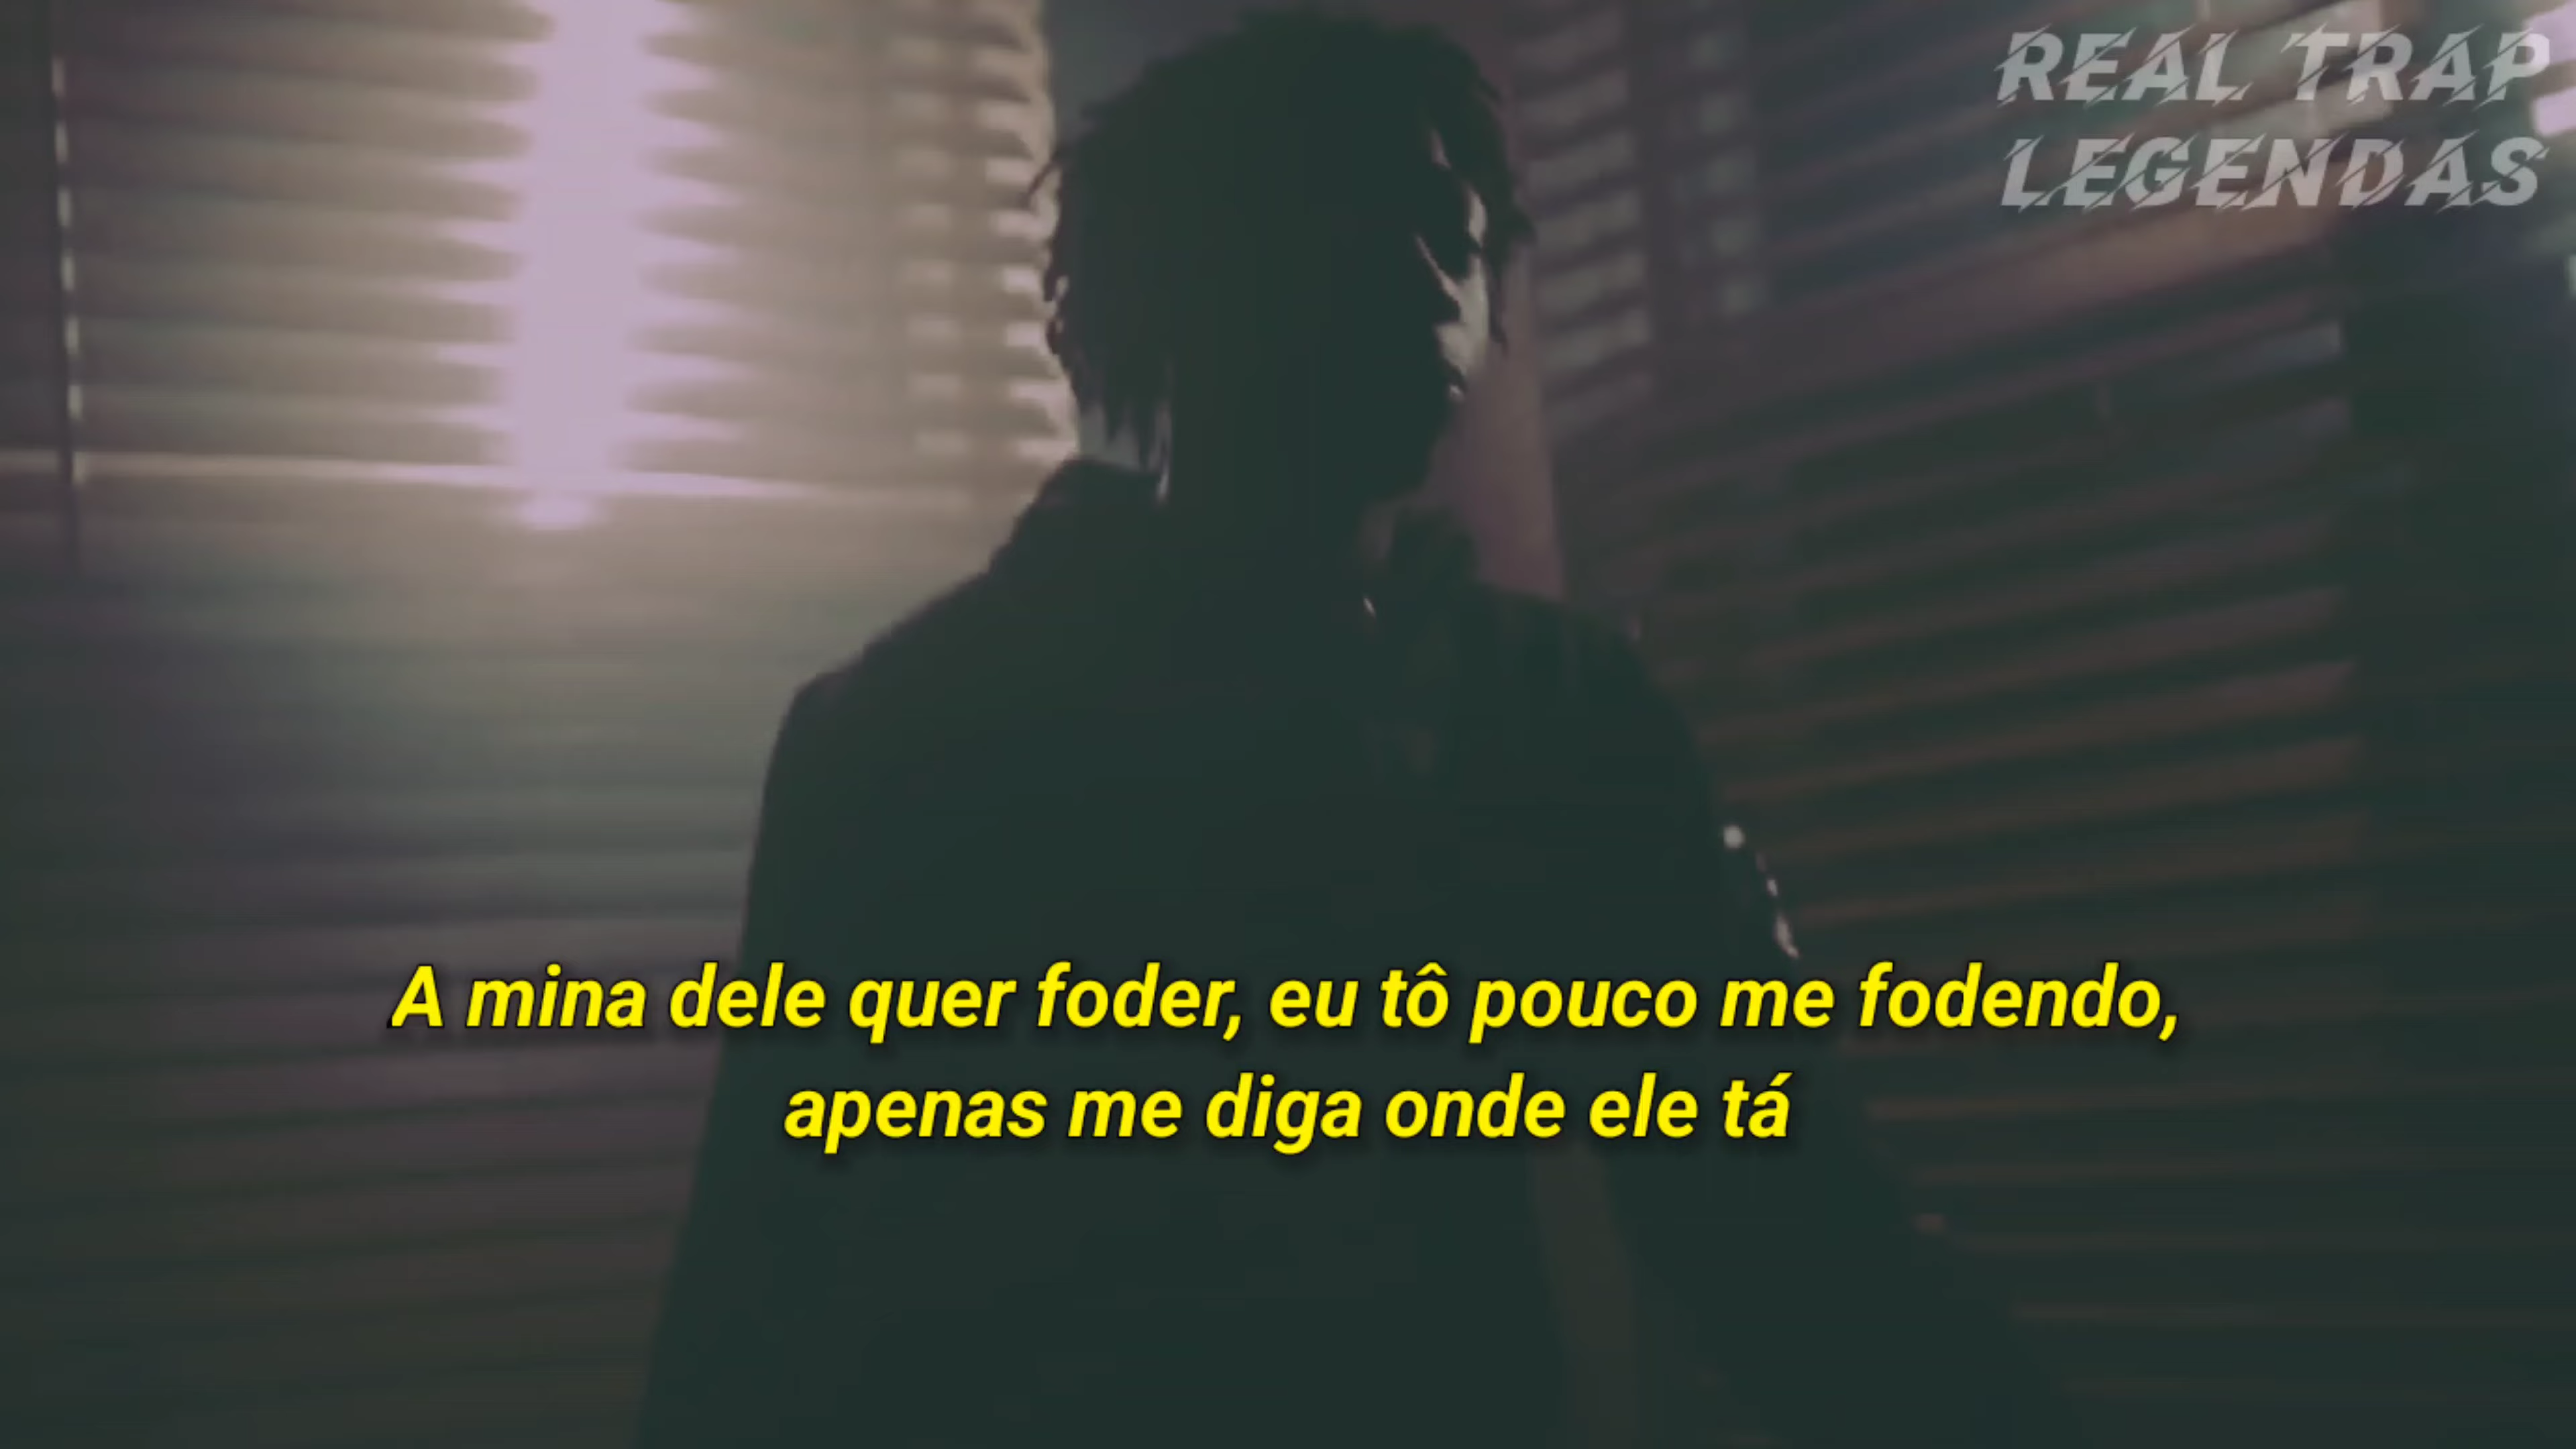 REAL TRAP
LEGENDAS
A mina dele quer foder, eu tô pouco me fodendo,
apenas me diga onde ele tá